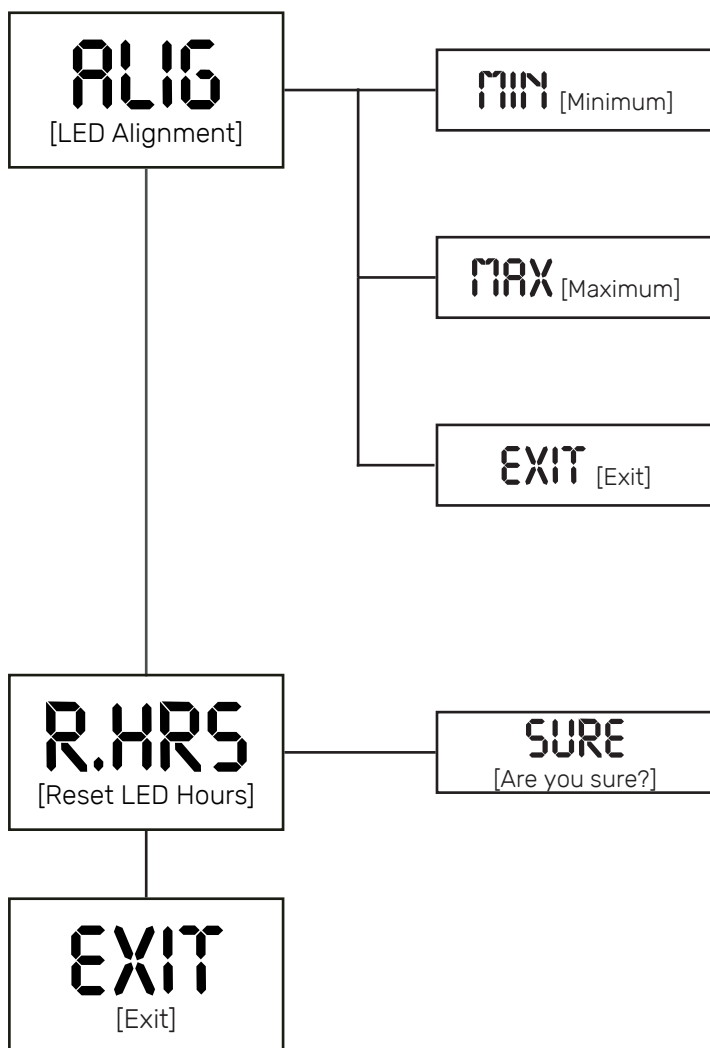 ALIG
[LED Alignment]
MIN [Minimum]
MAX [Maximum]
EXIT [Exit]
R.HRS
[Reset LED Hours]
SURE
[Are you sure?]
EXIT
[Exit]